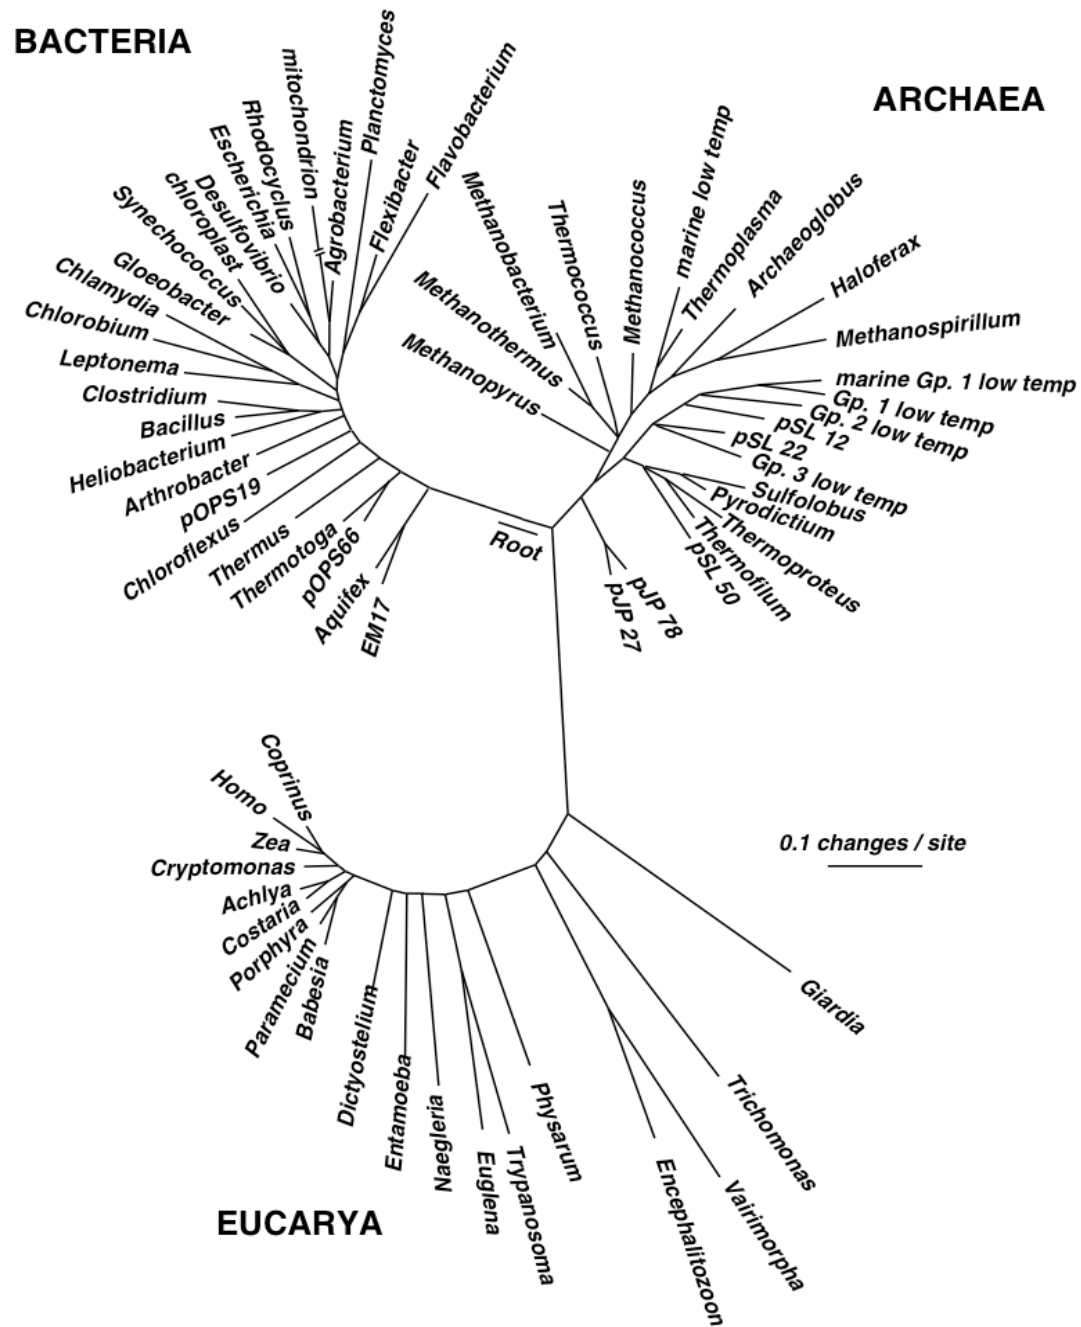 BACTERIA
ARCHAEA
Planctomyces
mitochondrion
Flavobacterium
Rhodocyclus
Agrobacterium
Escherichia
Flexibacter
Desulfovibrio
chloroplast
Synechococcus
Gloeobacter
Chlamydia
Chlorobium
Leptonema
Clostridium
Bacillus
Heliobacterium
Arthrobacter
pOPS19
Chloroflexus
Thermus
Thermotoga
pOPS66
Aquifex
EM17
Root
Methanopyrus
Methanothermus
Methanobacterium
Thermococcus
Methanococcus
marine low temp
Thermoplasma
Archaeoglobus
Haloferax
Methanospirillum
marine Gp. 1 low temp
Gp. 1 low temp
Gp. 2 low temp
pSL 12
pSL 22
Gp. 3 low temp
Sulfolobus
Pyrodictium
Thermoproteus
Thermofilum
pSL 50
pJP 78
pJP 27
Coprinus
Homo
Zea
Cryptomonas
Achlya
Costaria
Porphyra
Paramecium
Babesia
Dictyostelium
Entamoeba
Naegleria
Euglena
Trypanosoma
Physarum
Encephalitozoon
Vairimorpha
Trichomonas
Giardia
0.1 changes / site
EUCARYA